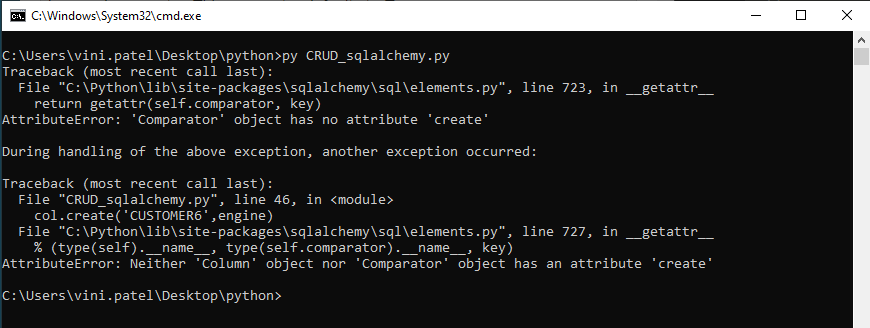 C:\Windows\System32\cmd.exe
C:\Users\vini.patel\Desktop\python>py CRUD_sqlalchemy.py
Traceback (most recent call last):
  File "C:\Python\lib\site-packages\sqlalchemy\sql\elements.py", line 723, in __getattr__
    return getattr(self.comparator, key)
AttributeError: 'Comparator' object has no attribute 'create'
During handling of the above exception, another exception occurred:
Traceback (most recent call last):
  File "CRUD_sqlalchemy.py", line 46, in <module>
    col.create('CUSTOMER6',engine)
  File "C:\Python\lib\site-packages\sqlalchemy\sql\elements.py", line 727, in __getattr__
    % (type(self).__name__, type(self.comparator).__name__, key)
AttributeError: Neither 'Column' object nor 'Comparator' object has an attribute 'create'
C:\Users\vini.patel\Desktop\python>